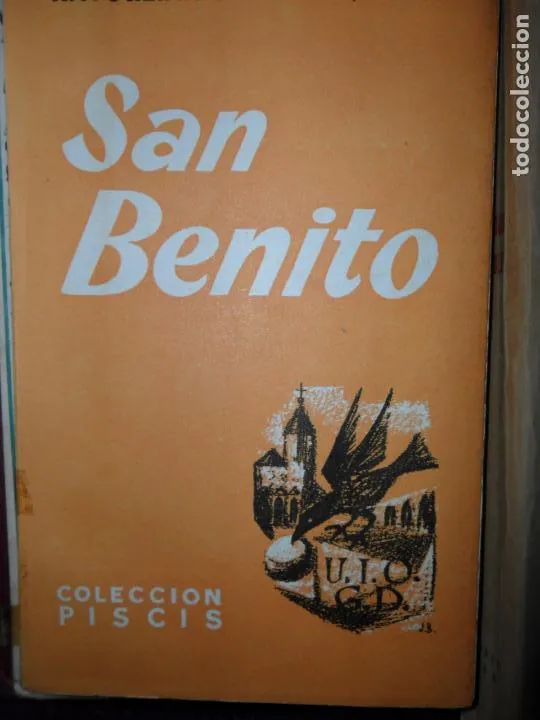 San
Benito
U.I.O.
G.D.
COLECCION
PISCIS
todocoleccion